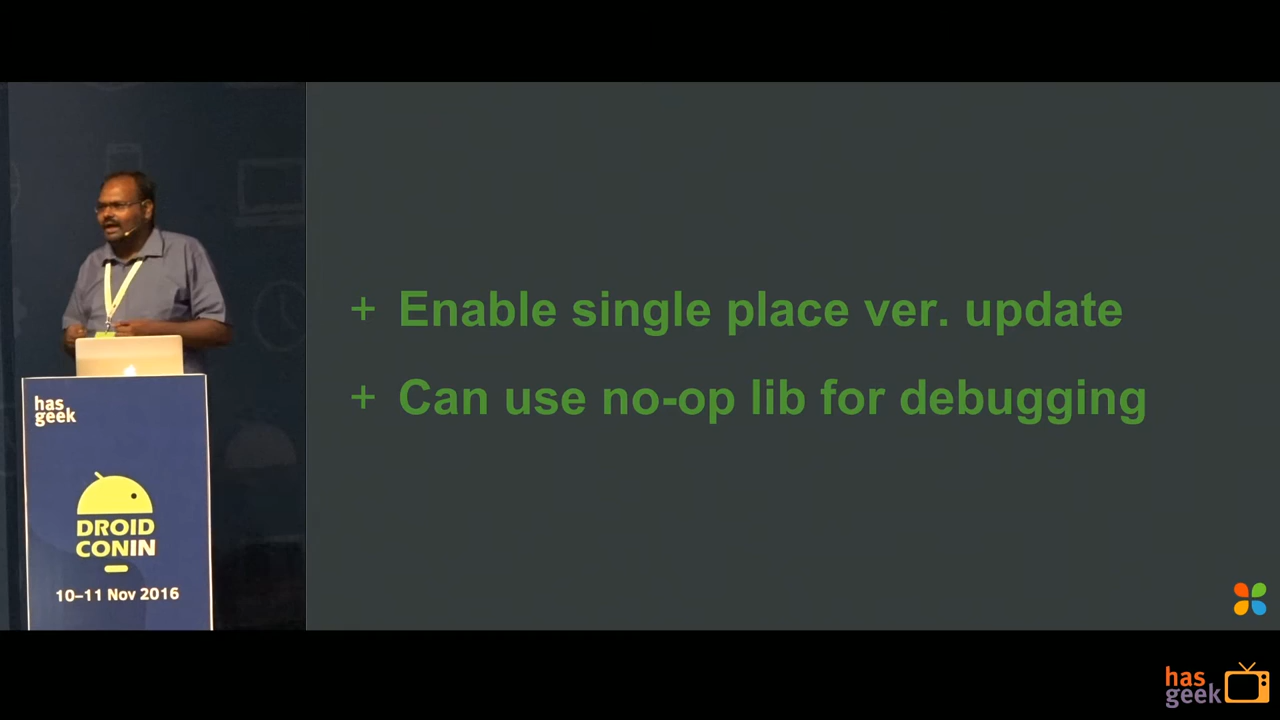 + Enable single place ver. update
+ Can use no-op lib for debugging
has
geek
DROID
CONIN
10–11 Nov 2016
has
geek